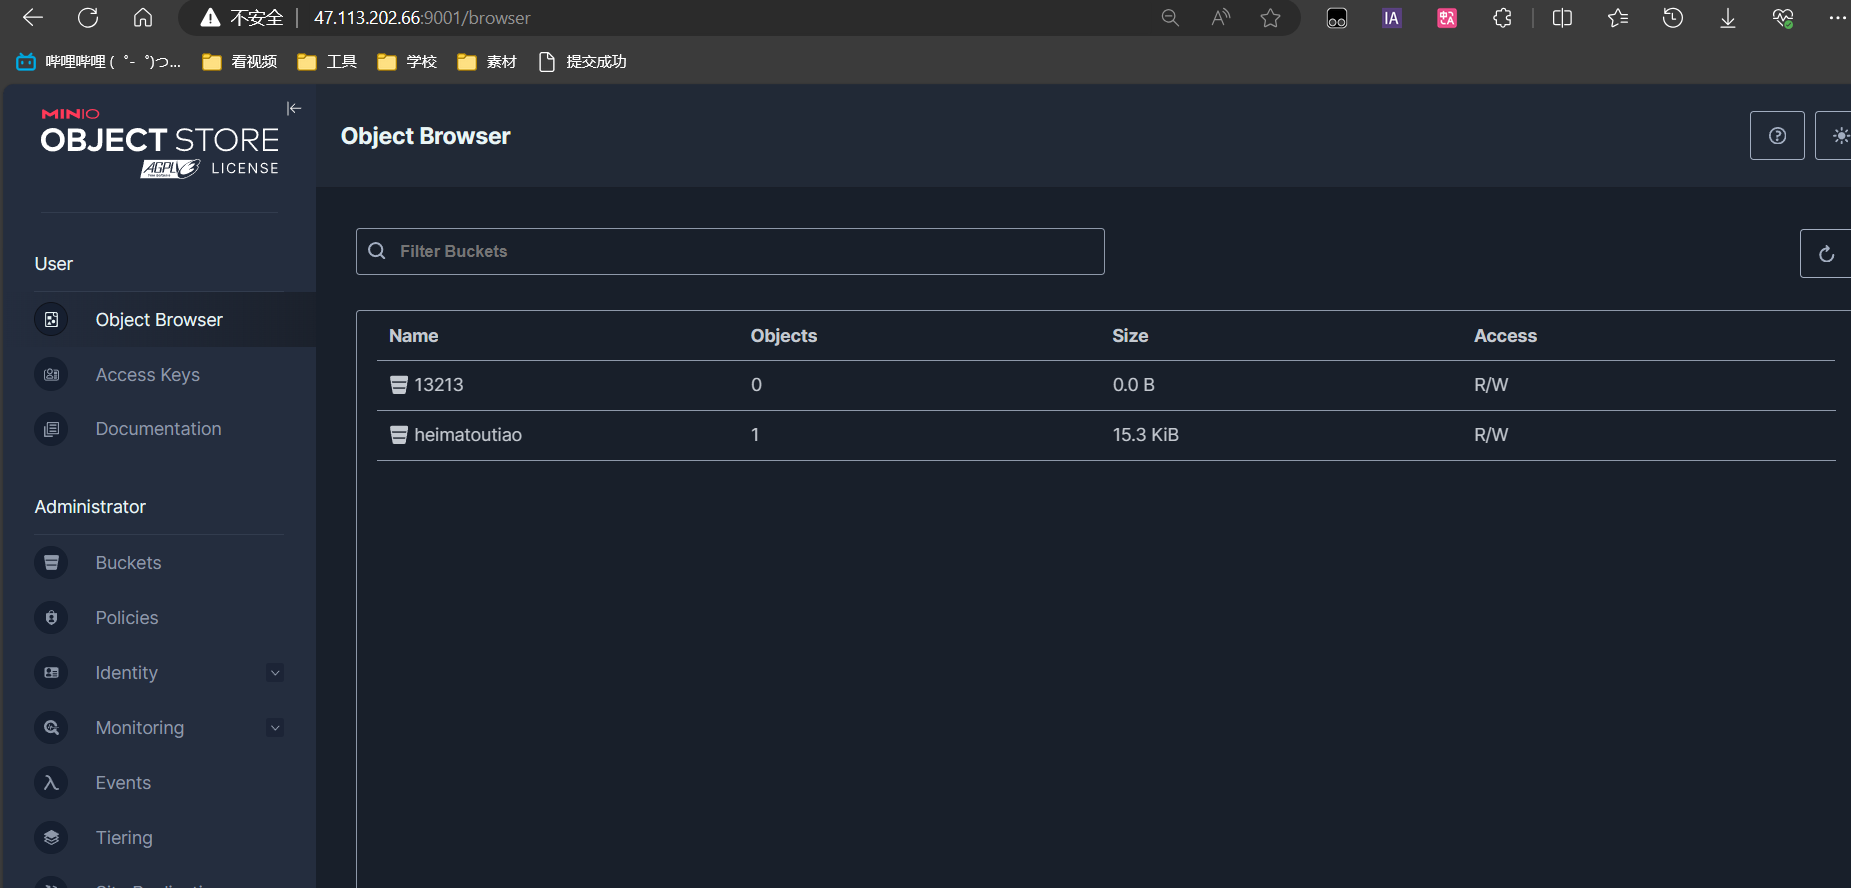 不安全 47.113.202.66:9001/browser
哔哩哔哩 (゜-゜)つ... 看视频 工具 学校 素材 提交成功
MINIO
OBJECT STORE
AGPL LICENSE
Object Browser
User
Object Browser
Access Keys
Documentation
Administrator
Buckets
Policies
Identity
Monitoring
Events
Tiering
Filter Buckets
Name Objects Size Access
13213 0 0.0 B R/W
heimatoutiao 1 15.3 KiB R/W